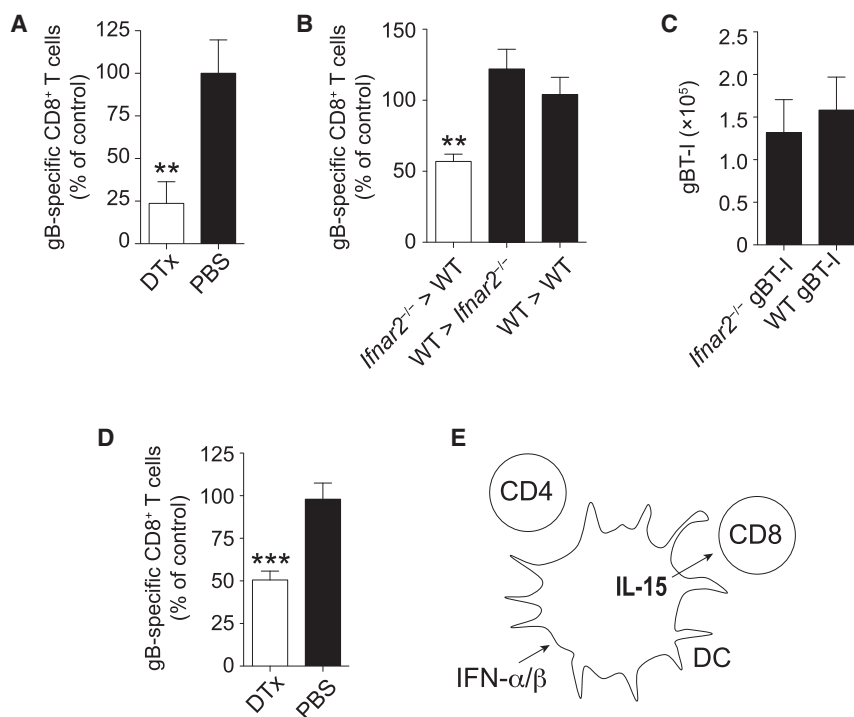 A
gB-specific CD8⁺ T cells
(% of control)
125
100
75
50
25
0
**
DTx
PBS
B
gB-specific CD8⁺ T cells
(% of control)
150
100
50
0
**
Ifnar2⁻/⁻ > WT
WT > Ifnar2⁻/⁻
WT > WT
C
gBT-I (×10⁵)
2.5
2.0
1.5
1.0
0.5
0
Ifnar2⁻/⁻ gBT-I
WT gBT-I
D
gB-specific CD8⁺ T cells
(% of control)
125
100
75
50
25
0
***
DTx
PBS
E
CD4
CD8
IL-15
DC
IFN-α/β